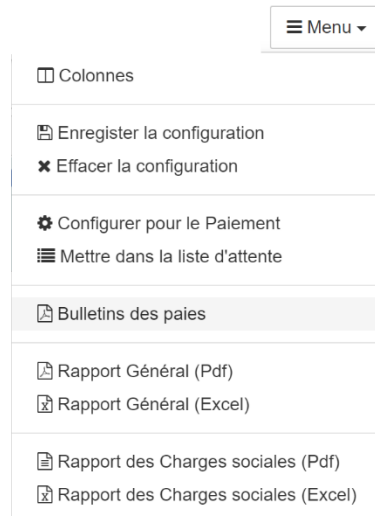 Menu
Colonnes
Enregister la configuration
Effacer la configuration
Configurer pour le Paiement
Mettre dans la liste d'attente
Bulletins des paies
Rapport Général (Pdf)
Rapport Général (Excel)
Rapport des Charges sociales (Pdf)
Rapport des Charges sociales (Excel)